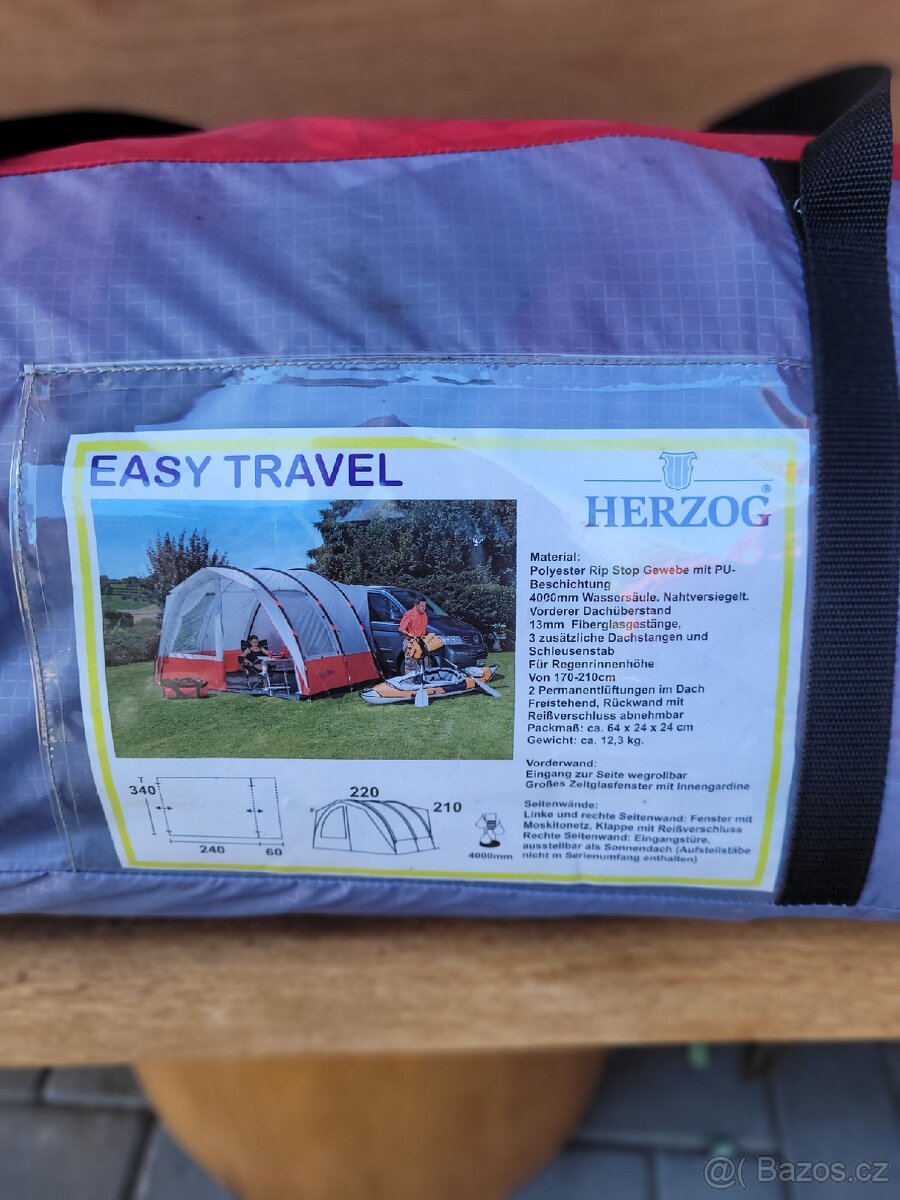 EASY TRAVEL
HERZOG®
Material:
Polyester Rip Stop Gewebe mit PU-
Beschichtung
4000mm Wassersäule. Nahtversiegelt.
Vorderer Dachüberstand
13mm Fiberglasgestänge,
3 zusätzliche Dachstangen und
Schleusenstab
Für Regenrinnenhöhe
Von 170-210cm
2 Permanentlüftungen im Dach
Freistehend, Rückwand mit
Reißverschluss abnehmbar
Packmaß: ca. 64 x 24 x 24 cm
Gewicht: ca. 12,3 kg.
Vorderwand:
Eingang zur Seite wegrollbar
Großes Zeltglasfenster mit Innengardine
Seitenwände:
Linke und rechte Seitenwand: Fenster mit
Moskitonetz, Klappe mit Reißverschluss
Rechte Seitenwand: Eingangstüre,
ausstellbar als Sonnendach (Aufstellstäbe
nicht m Serienumfang enthalten)
340
240
60
220
210
4000mm
@( Bazos.cz